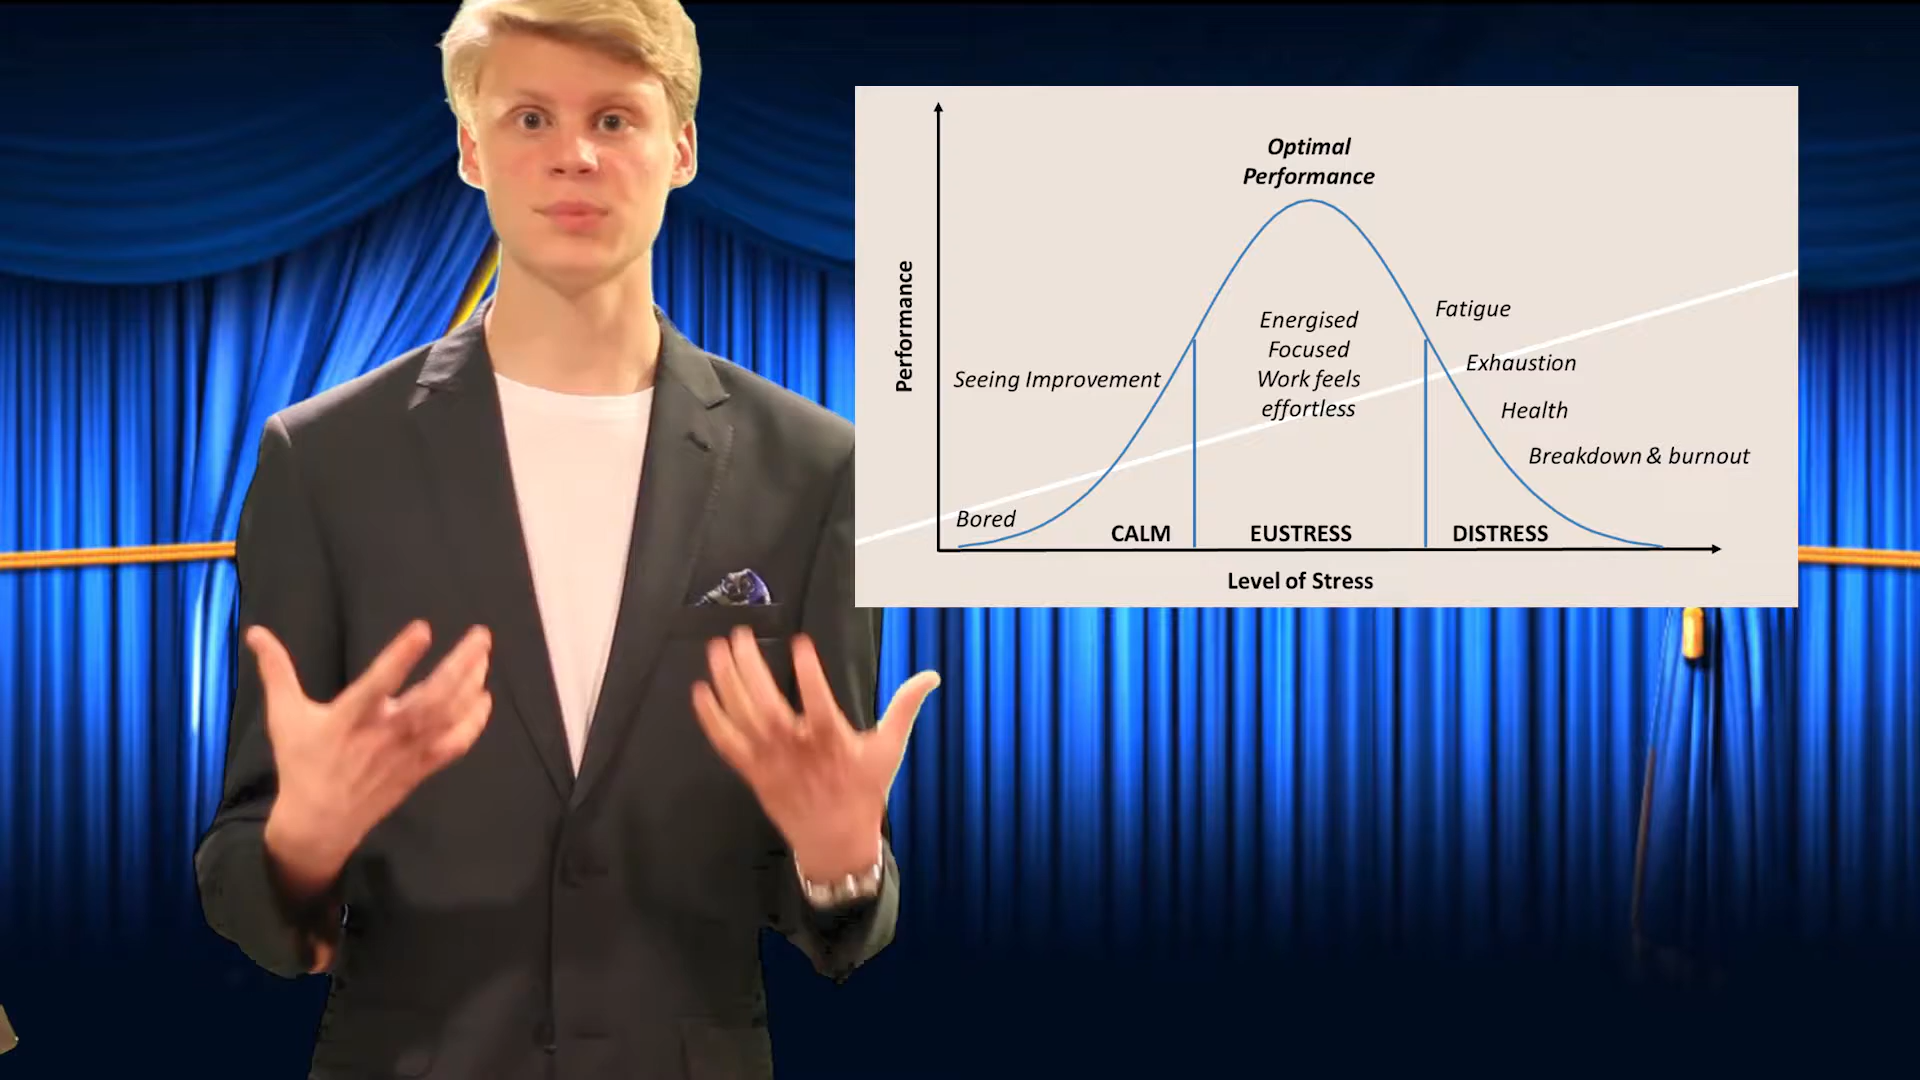 Optimal
Performance
Performance
Fatigue
Energised
Focused
Work feels
effortless
Exhaustion
Seeing Improvement
Health
Breakdown & burnout
Bored
CALM
EUSTRESS
DISTRESS
Level of Stress